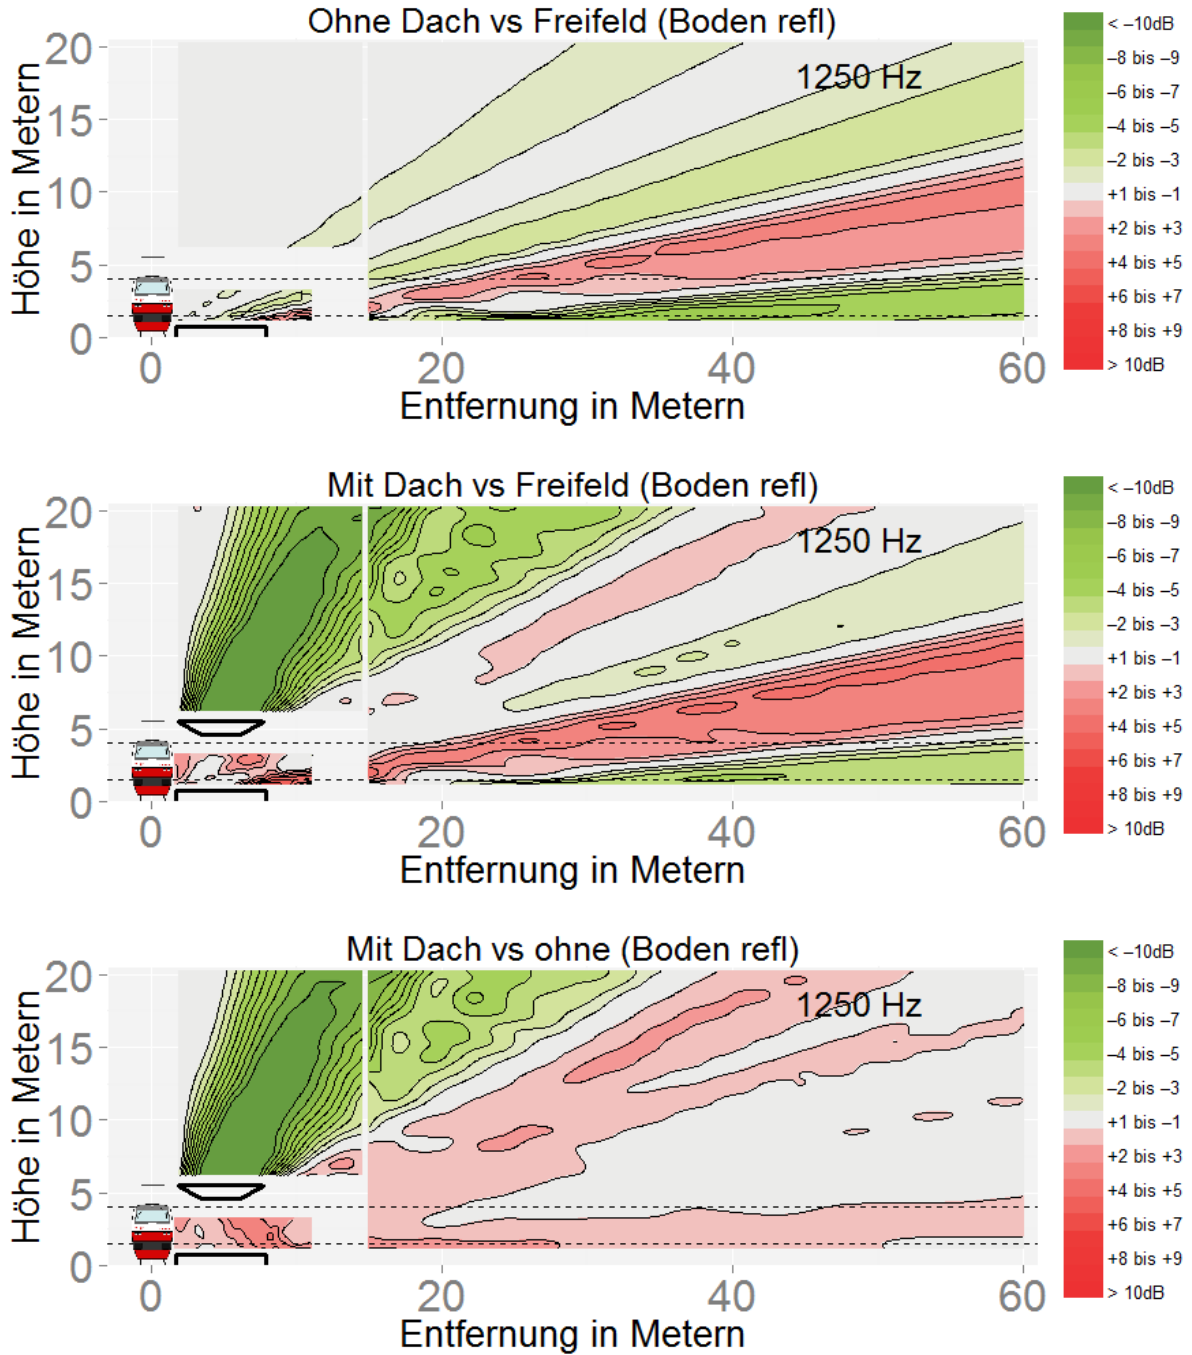 Ohne Dach vs Freifeld (Boden refl)
1250 Hz
Höhe in Metern
20
15
10
5
0
0 20 40 60
Entfernung in Metern
< –10dB
–8 bis –9
–6 bis –7
–4 bis –5
–2 bis –3
+1 bis –1
+2 bis +3
+4 bis +5
+6 bis +7
+8 bis +9
> 10dB
Mit Dach vs Freifeld (Boden refl)
1250 Hz
Höhe in Metern
20
15
10
5
0
0 20 40 60
Entfernung in Metern
< –10dB
–8 bis –9
–6 bis –7
–4 bis –5
–2 bis –3
+1 bis –1
+2 bis +3
+4 bis +5
+6 bis +7
+8 bis +9
> 10dB
Mit Dach vs ohne (Boden refl)
1250 Hz
Höhe in Metern
20
15
10
5
0
0 20 40 60
Entfernung in Metern
< –10dB
–8 bis –9
–6 bis –7
–4 bis –5
–2 bis –3
+1 bis –1
+2 bis +3
+4 bis +5
+6 bis +7
+8 bis +9
> 10dB